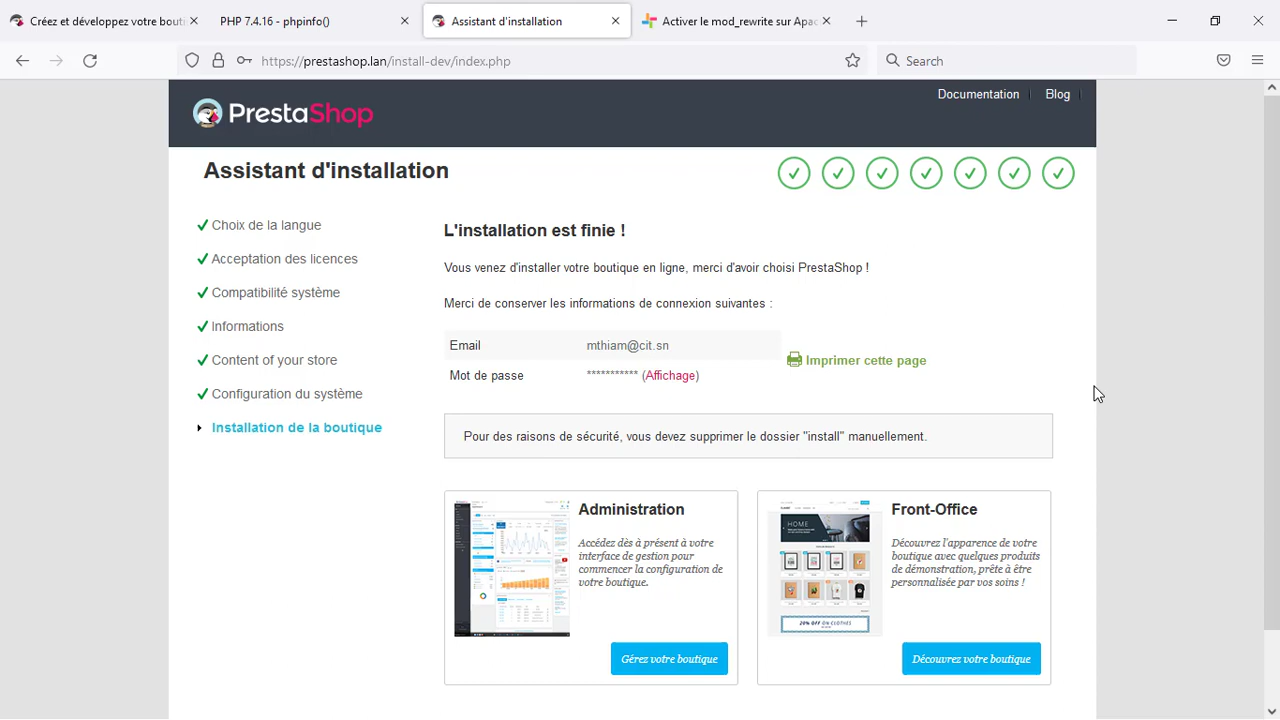 Créez et développez votre bouti
PHP 7.4.16 - phpinfo()
Assistant d'installation
Activer le mod_rewrite sur Apac
https://prestashop.lan/install-dev/index.php
Search
PrestaShop
Documentation
Blog
Assistant d'installation
Choix de la langue
Acceptation des licences
Compatibilité système
Informations
Content of your store
Configuration du système
Installation de la boutique
L'installation est finie !
Vous venez d'installer votre boutique en ligne, merci d'avoir choisi PrestaShop !
Merci de conserver les informations de connexion suivantes :
Email mthiam@cit.sn
Mot de passe *********** (Affichage)
Imprimer cette page
Pour des raisons de sécurité, vous devez supprimer le dossier "install" manuellement.
Administration
Accédez dès à présent à votre
interface de gestion pour
commencer la configuration de
votre boutique.
Gérez votre boutique
HOME
20% OFF ON CLOTHES
Front-Office
Découvrez l'apparence de votre
boutique avec quelques produits
de démonstration, prête à être
personnalisée par vos soins !
Découvrez votre boutique